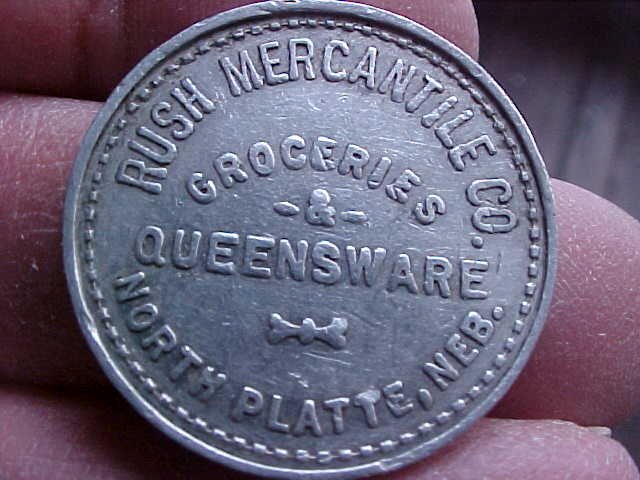 RUSH MERCANTILE CO.
GROCERIES
-&-
QUEENSWARE
NORTH PLATTE, NEB.